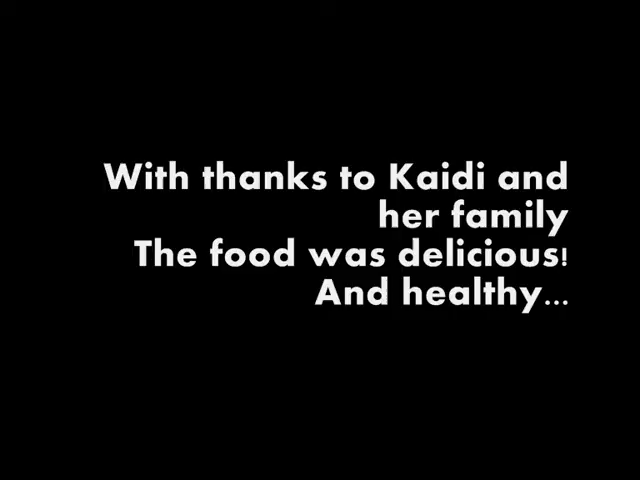 With thanks to Kaidi and
her family
The food was delicious!
And healthy...